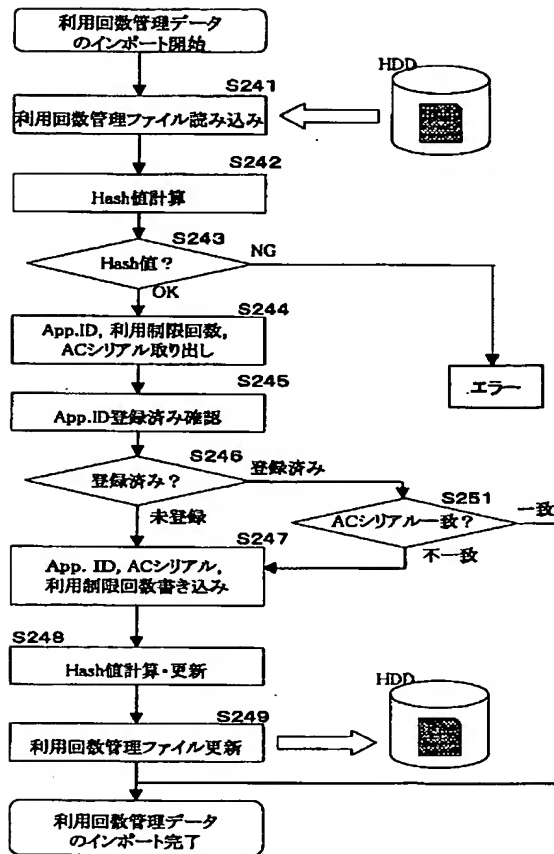 利用回数管理データ
のインポート開始
HDD
S241
利用回数管理ファイル読み込み
S242
Hash値計算
S243
Hash値?
NG
OK
S244
App.ID, 利用制限回数,
ACシリアル取り出し
エラー
S245
App.ID登録済み確認
S246
登録済み?
登録済み
未登録
S251
ACシリアル一致?
一致
不一致
S247
App. ID, ACシリアル,
利用制限回数書き込み
S248
Hash値計算・更新
HDD
S249
利用回数管理ファイル更新
利用回数管理データ
のインポート完了